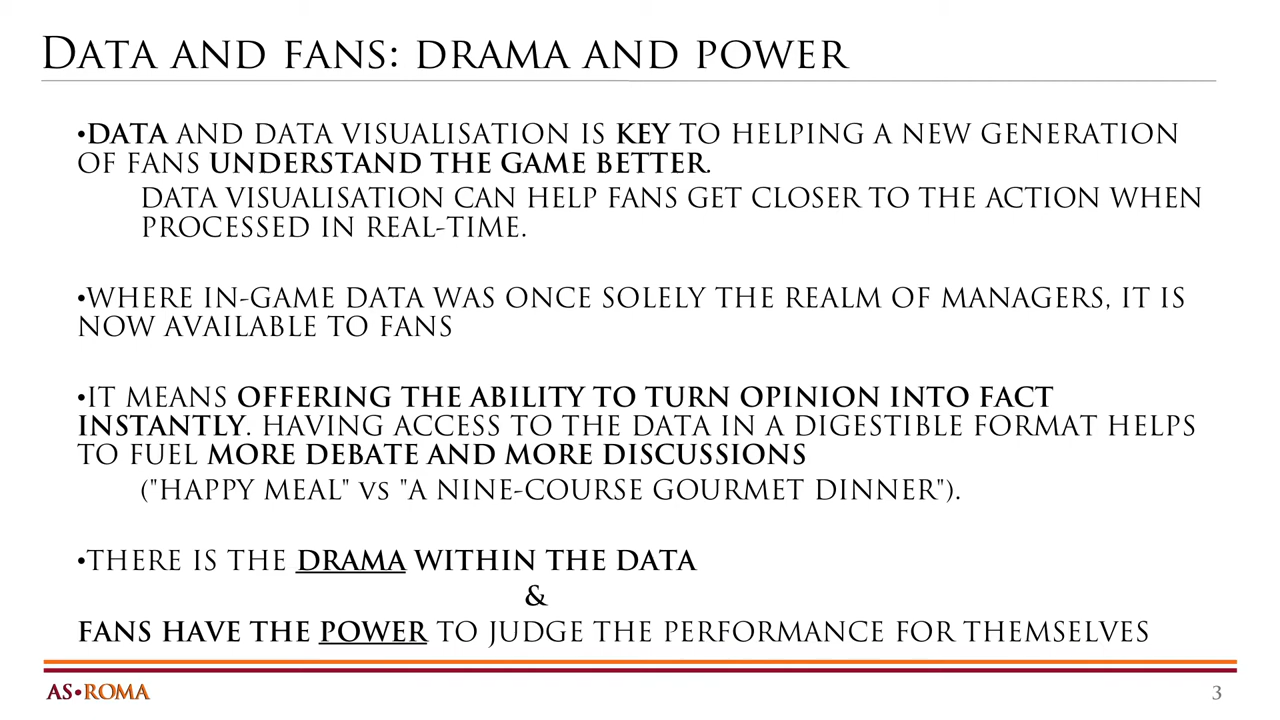 DATA AND FANS: DRAMA AND POWER
•DATA AND DATA VISUALISATION IS KEY TO HELPING A NEW GENERATION
OF FANS UNDERSTAND THE GAME BETTER.
DATA VISUALISATION CAN HELP FANS GET CLOSER TO THE ACTION WHEN
PROCESSED IN REAL-TIME.
•WHERE IN-GAME DATA WAS ONCE SOLELY THE REALM OF MANAGERS, IT IS
NOW AVAILABLE TO FANS
•IT MEANS OFFERING THE ABILITY TO TURN OPINION INTO FACT
INSTANTLY. HAVING ACCESS TO THE DATA IN A DIGESTIBLE FORMAT HELPS
TO FUEL MORE DEBATE AND MORE DISCUSSIONS
("HAPPY MEAL" VS "A NINE-COURSE GOURMET DINNER").
•THERE IS THE DRAMA WITHIN THE DATA
&
FANS HAVE THE POWER TO JUDGE THE PERFORMANCE FOR THEMSELVES
AS•ROMA
3